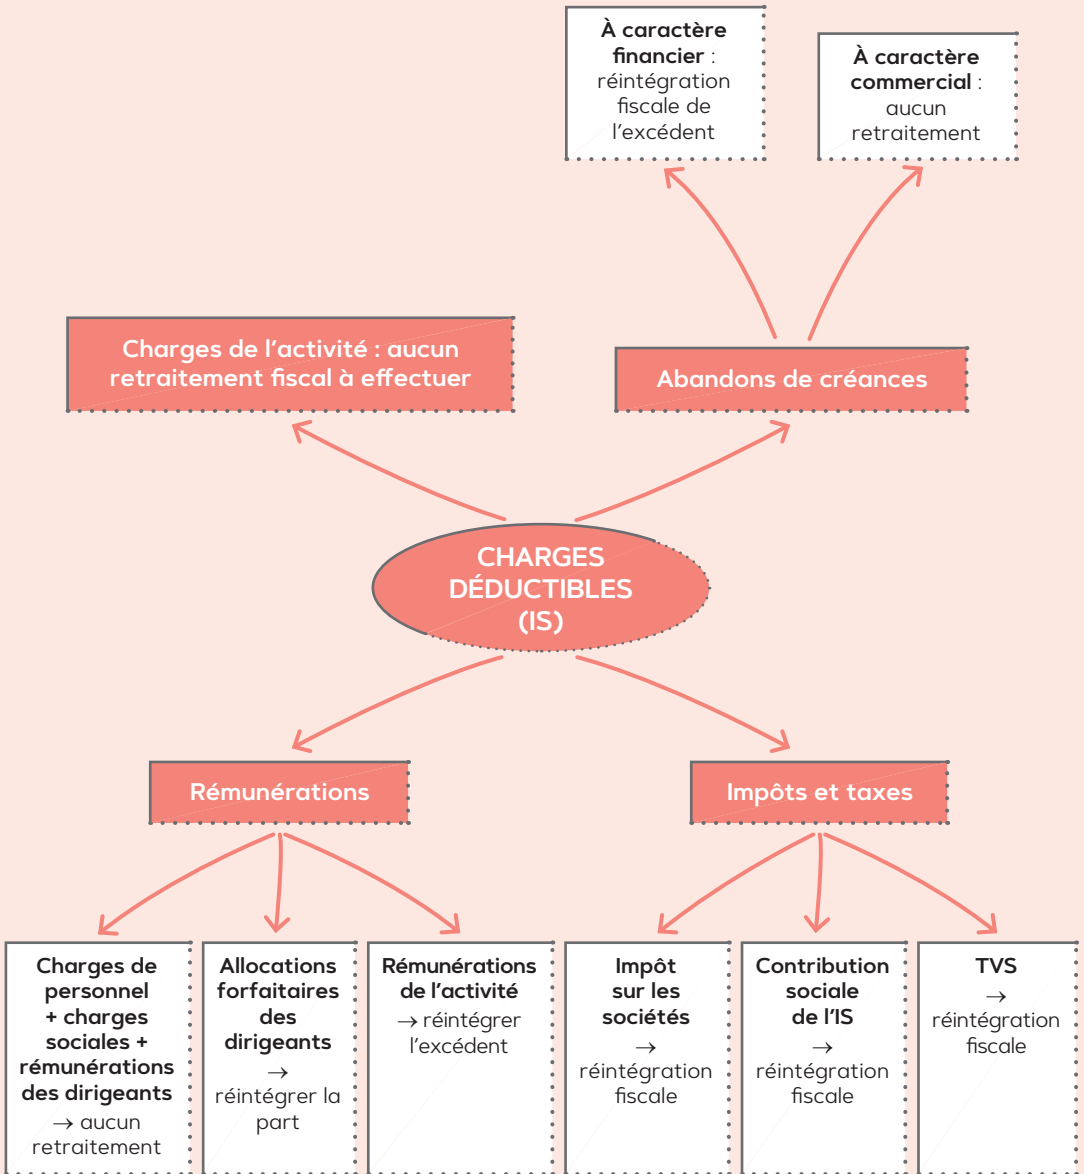 À caractère
financier :
réintégration
fiscale de
l’excédent
À caractère
commercial :
aucun
retraitement
Charges de l’activité : aucun
retraitement fiscal à effectuer
Abandons de créances
CHARGES
DÉDUCTIBLES
(IS)
Rémunérations
Impôts et taxes
Charges de
personnel
+ charges
sociales +
rémunérations
des dirigeants
→ aucun
retraitement
Allocations
forfaitaires
des
dirigeants
→
réintégrer la
part
Rémunérations
de l’activité
→ réintégrer
l’excédent
Impôt
sur les
sociétés
→
réintégration
fiscale
Contribution
sociale
de l’IS
→
réintégration
fiscale
TVS
→
réintégration
fiscale